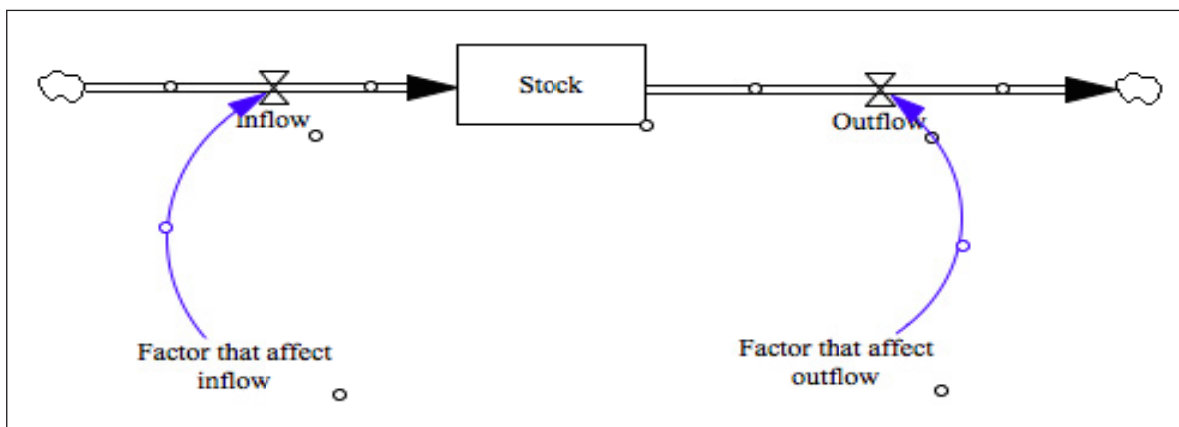 Stock
Inflow
Outflow
Factor that affect
inflow
Factor that affect
outflow